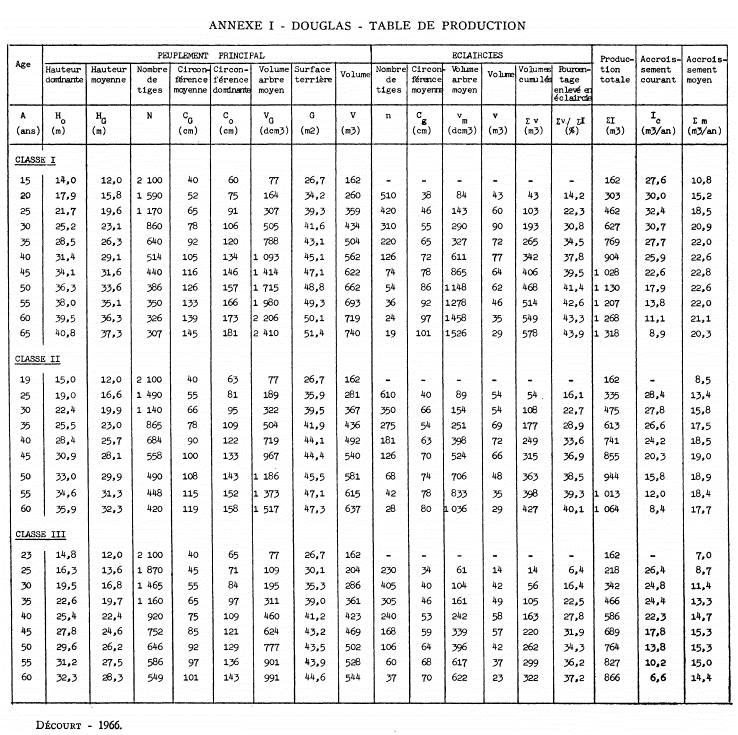 ANNEXE I - DOUGLAS - TABLE DE PRODUCTION
PEUPLEMENT PRINCIPAL ECLAIRCIES
Age Hauteur dominante Hauteur moyenne Nombre de tiges Circonférence moyenne Circonférence dominante Volume arbre moyen Surface terrière Volume Nombre de tiges Circonférence moyenne Volume arbre moyen Volume Volumes cumulés Pourcentage enlevé en éclaircie Production totale Accroissement courant Accroissement moyen
A H₀ H_G N C_G C₀ V_G G V n C_g v_m v Σ v Σv/ ΣI ΣI I_c Σ m
(ans) (m) (m) (cm) (cm) (dcm3) (m2) (m3) (cm) (dcm3) (m3) (m3) (%) (m3) (m3/an) (m3/an)
CLASSE I
15 14,0 12,0 2 100 40 60 77 26,7 162 - - - - - - 162 27,6 10,8
20 17,9 15,8 1 590 52 75 164 34,2 260 510 38 84 43 43 14,2 303 30,0 15,2
25 21,7 19,6 1 170 65 91 307 39,3 359 420 46 143 60 103 22,3 462 32,4 18,5
30 25,2 23,1 860 78 106 505 41,6 434 310 55 290 90 193 30,8 627 30,7 20,9
35 28,5 26,3 640 92 120 788 43,1 504 220 65 327 72 265 34,5 769 27,7 22,0
40 31,4 29,1 514 105 134 1 093 45,1 562 126 72 611 77 342 37,8 904 25,9 22,6
45 34,1 31,6 440 116 146 1 414 47,1 622 74 78 865 64 406 39,5 1 028 22,6 22,8
50 36,3 33,6 386 126 157 1 715 48,8 662 54 86 1148 62 468 41,4 1 130 17,9 22,6
55 38,0 35,1 350 133 166 1 980 49,3 693 36 92 1278 46 514 42,6 1 207 13,8 22,0
60 39,5 36,3 326 139 173 2 206 50,1 719 24 97 1458 35 549 43,3 1 268 11,1 21,1
65 40,8 37,3 307 145 181 2 410 51,4 740 19 101 1526 29 578 43,9 1 318 8,9 20,3
CLASSE II
19 15,0 12,0 2 100 40 63 77 26,7 162 - - - - - - 162 - 8,5
25 19,0 16,6 1 490 55 81 189 35,9 281 610 40 89 54 54 16,1 335 28,4 13,4
30 22,4 19,9 1 140 66 95 322 39,5 367 350 66 154 54 108 22,7 475 27,8 15,8
35 25,5 23,0 865 78 109 504 41,9 436 275 54 251 69 177 28,9 613 26,6 17,5
40 28,4 25,7 684 90 122 719 44,1 492 181 63 398 72 249 33,6 741 24,2 18,5
45 30,9 28,1 558 100 133 967 44,4 540 126 70 524 66 315 36,9 855 20,3 19,0
50 33,0 29,9 490 108 143 1 186 45,5 581 68 74 706 48 363 38,5 944 15,8 18,9
55 34,6 31,3 448 115 152 1 373 47,1 615 42 78 833 35 398 39,3 1 013 12,0 18,4
60 35,9 32,3 420 119 158 1 517 47,3 637 28 80 1 036 29 427 40,1 1 064 8,4 17,7
CLASSE III
23 14,8 12,0 2 100 40 65 77 26,7 162 - - - - - - 162 - 7,0
25 16,3 13,6 1 870 45 71 109 30,1 204 230 34 61 14 14 6,4 218 26,4 8,7
30 19,5 16,8 1 465 55 84 195 35,3 286 405 40 104 42 56 16,4 342 24,8 11,4
35 22,6 19,7 1 160 65 97 311 39,0 361 305 46 161 49 105 22,5 466 24,4 13,3
40 25,4 22,4 920 75 109 460 41,2 423 240 53 242 58 163 27,8 586 22,3 14,7
45 27,8 24,6 752 85 121 624 43,2 469 168 59 339 57 220 31,9 689 17,8 15,3
50 29,6 26,2 646 92 129 777 43,5 502 106 64 396 42 262 34,3 764 13,8 15,3
55 31,2 27,5 586 97 136 901 43,9 528 60 68 617 37 299 36,2 827 10,2 15,0
60 32,3 28,3 549 101 143 991 44,6 544 37 70 622 23 322 37,2 866 6,6 14,4
DÉCOURT - 1966.